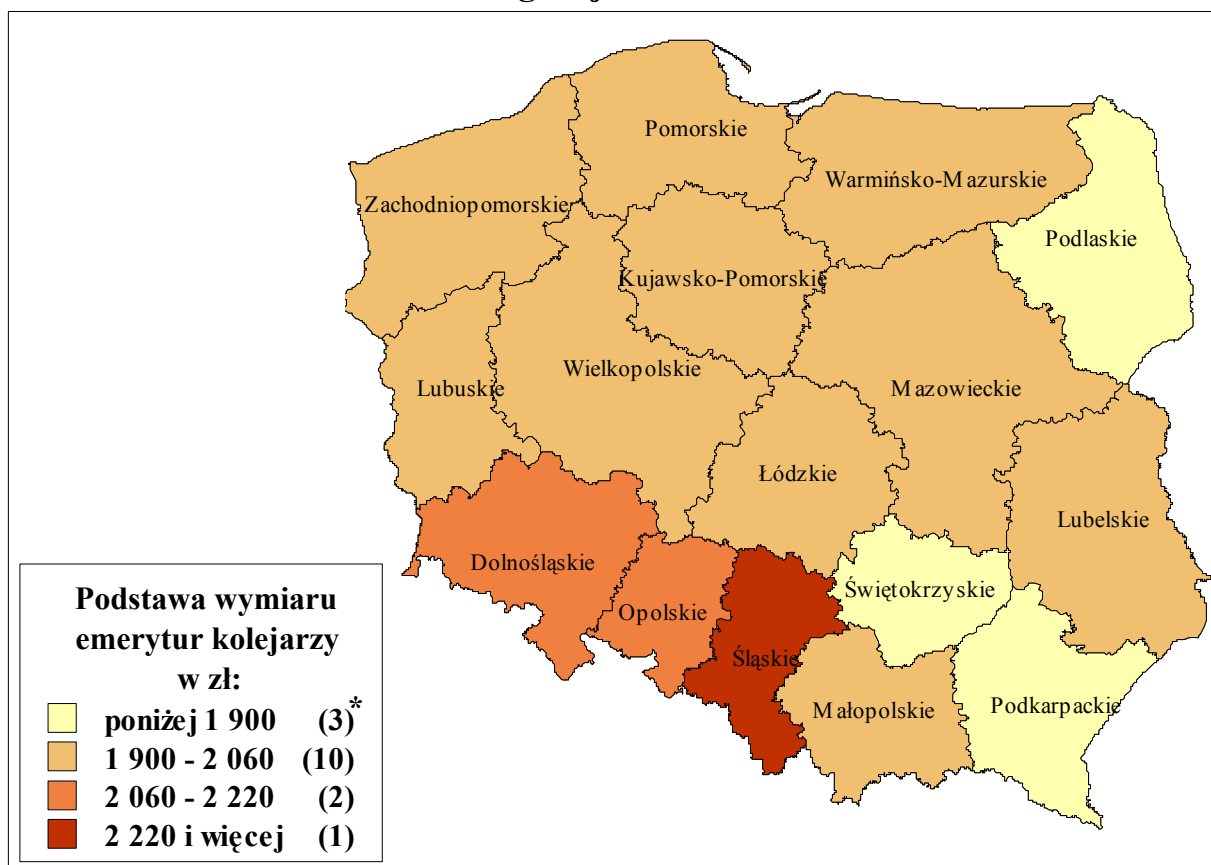 Pomorskie
Warmińsko-Mazurskie
Zachodniopomorskie
Podlaskie
Kujawsko-Pomorskie
Wielkopolskie
Lubuskie
Mazowieckie
Łódzkie
Lubelskie
Dolnośląskie
Świętokrzyskie
Opolskie
Śląskie
Małopolskie
Podkarpackie
Podstawa wymiaru
emerytur kolejarzy
w zł:
poniżej 1 900 (3)*
1 900 - 2 060 (10)
2 060 - 2 220 (2)
2 220 i więcej (1)